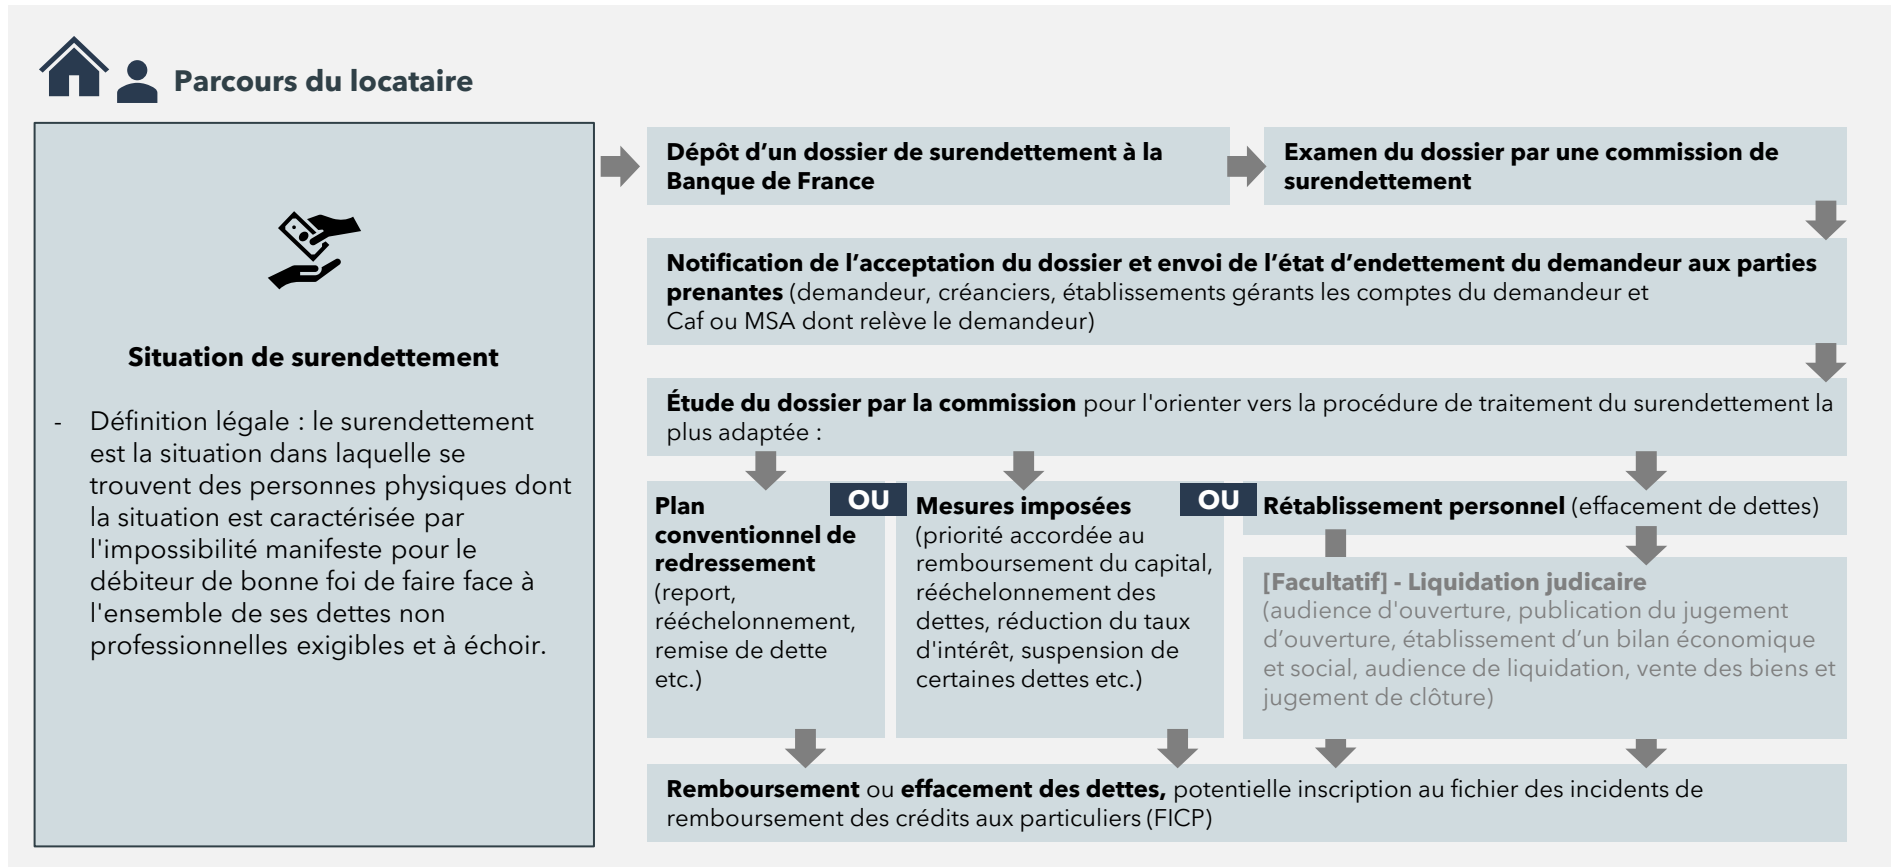 Parcours du locataire
Situation de surendettement
- Définition légale : le surendettement
est la situation dans laquelle se
trouvent des personnes physiques dont
la situation est caractérisée par
l'impossibilité manifeste pour le
débiteur de bonne foi de faire face à
l'ensemble de ses dettes non
professionnelles exigibles et à échoir.
Dépôt d’un dossier de surendettement à la
Banque de France
Examen du dossier par une commission de
surendettement
Notification de l’acceptation du dossier et envoi de l’état d’endettement du demandeur aux parties
prenantes (demandeur, créanciers, établissements gérants les comptes du demandeur et
Caf ou MSA dont relève le demandeur)
Étude du dossier par la commission pour l'orienter vers la procédure de traitement du surendettement la
plus adaptée :
Plan
conventionnel de
redressement
(report,
rééchelonnement,
remise de dette
etc.)
OU
Mesures imposées
(priorité accordée au
remboursement du capital,
rééchelonnement des
dettes, réduction du taux
d'intérêt, suspension de
certaines dettes etc.)
OU
Rétablissement personnel (effacement de dettes)
[Facultatif] - Liquidation judicaire
(audience d'ouverture, publication du jugement
d’ouverture, établissement d’un bilan économique
et social, audience de liquidation, vente des biens et
jugement de clôture)
Remboursement ou effacement des dettes, potentielle inscription au fichier des incidents de
remboursement des crédits aux particuliers (FICP)